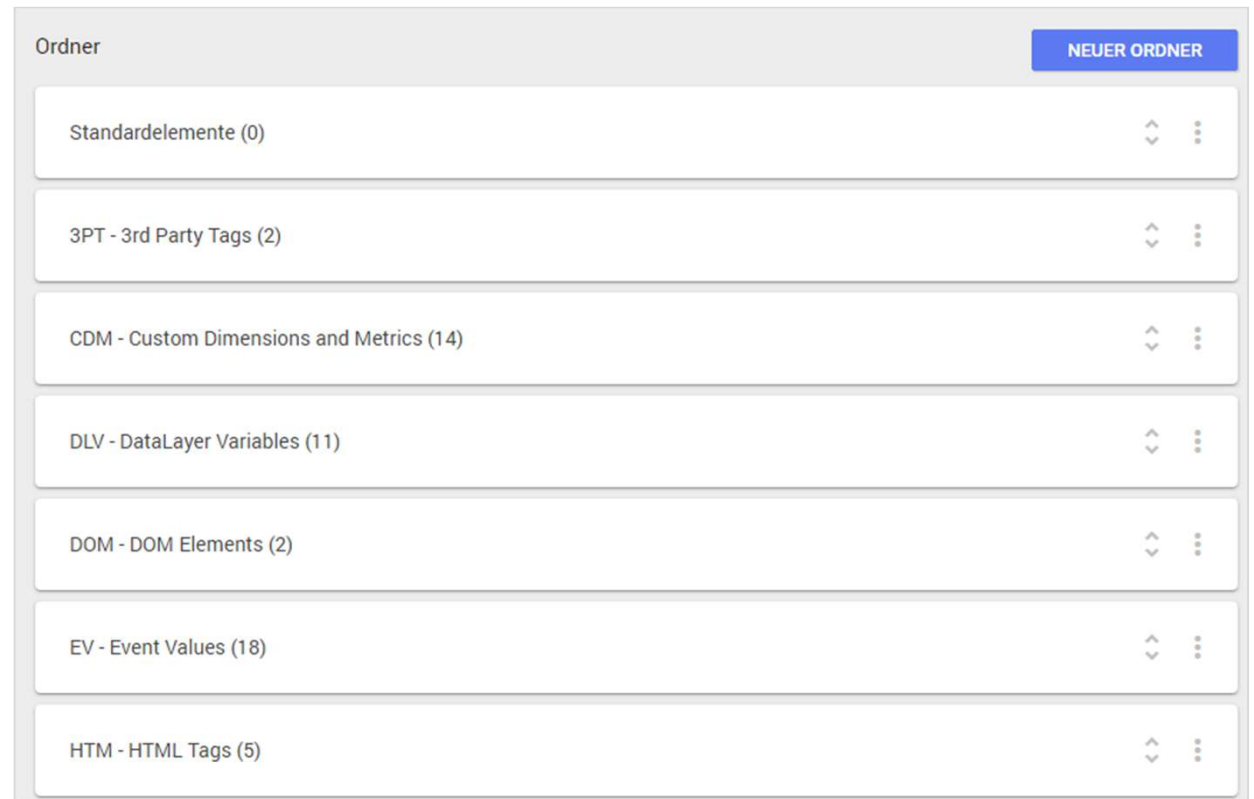 Ordner
NEUER ORDNER
Standardelemente (0)
3PT - 3rd Party Tags (2)
CDM - Custom Dimensions and Metrics (14)
DLV - DataLayer Variables (11)
DOM - DOM Elements (2)
EV - Event Values (18)
HTM - HTML Tags (5)